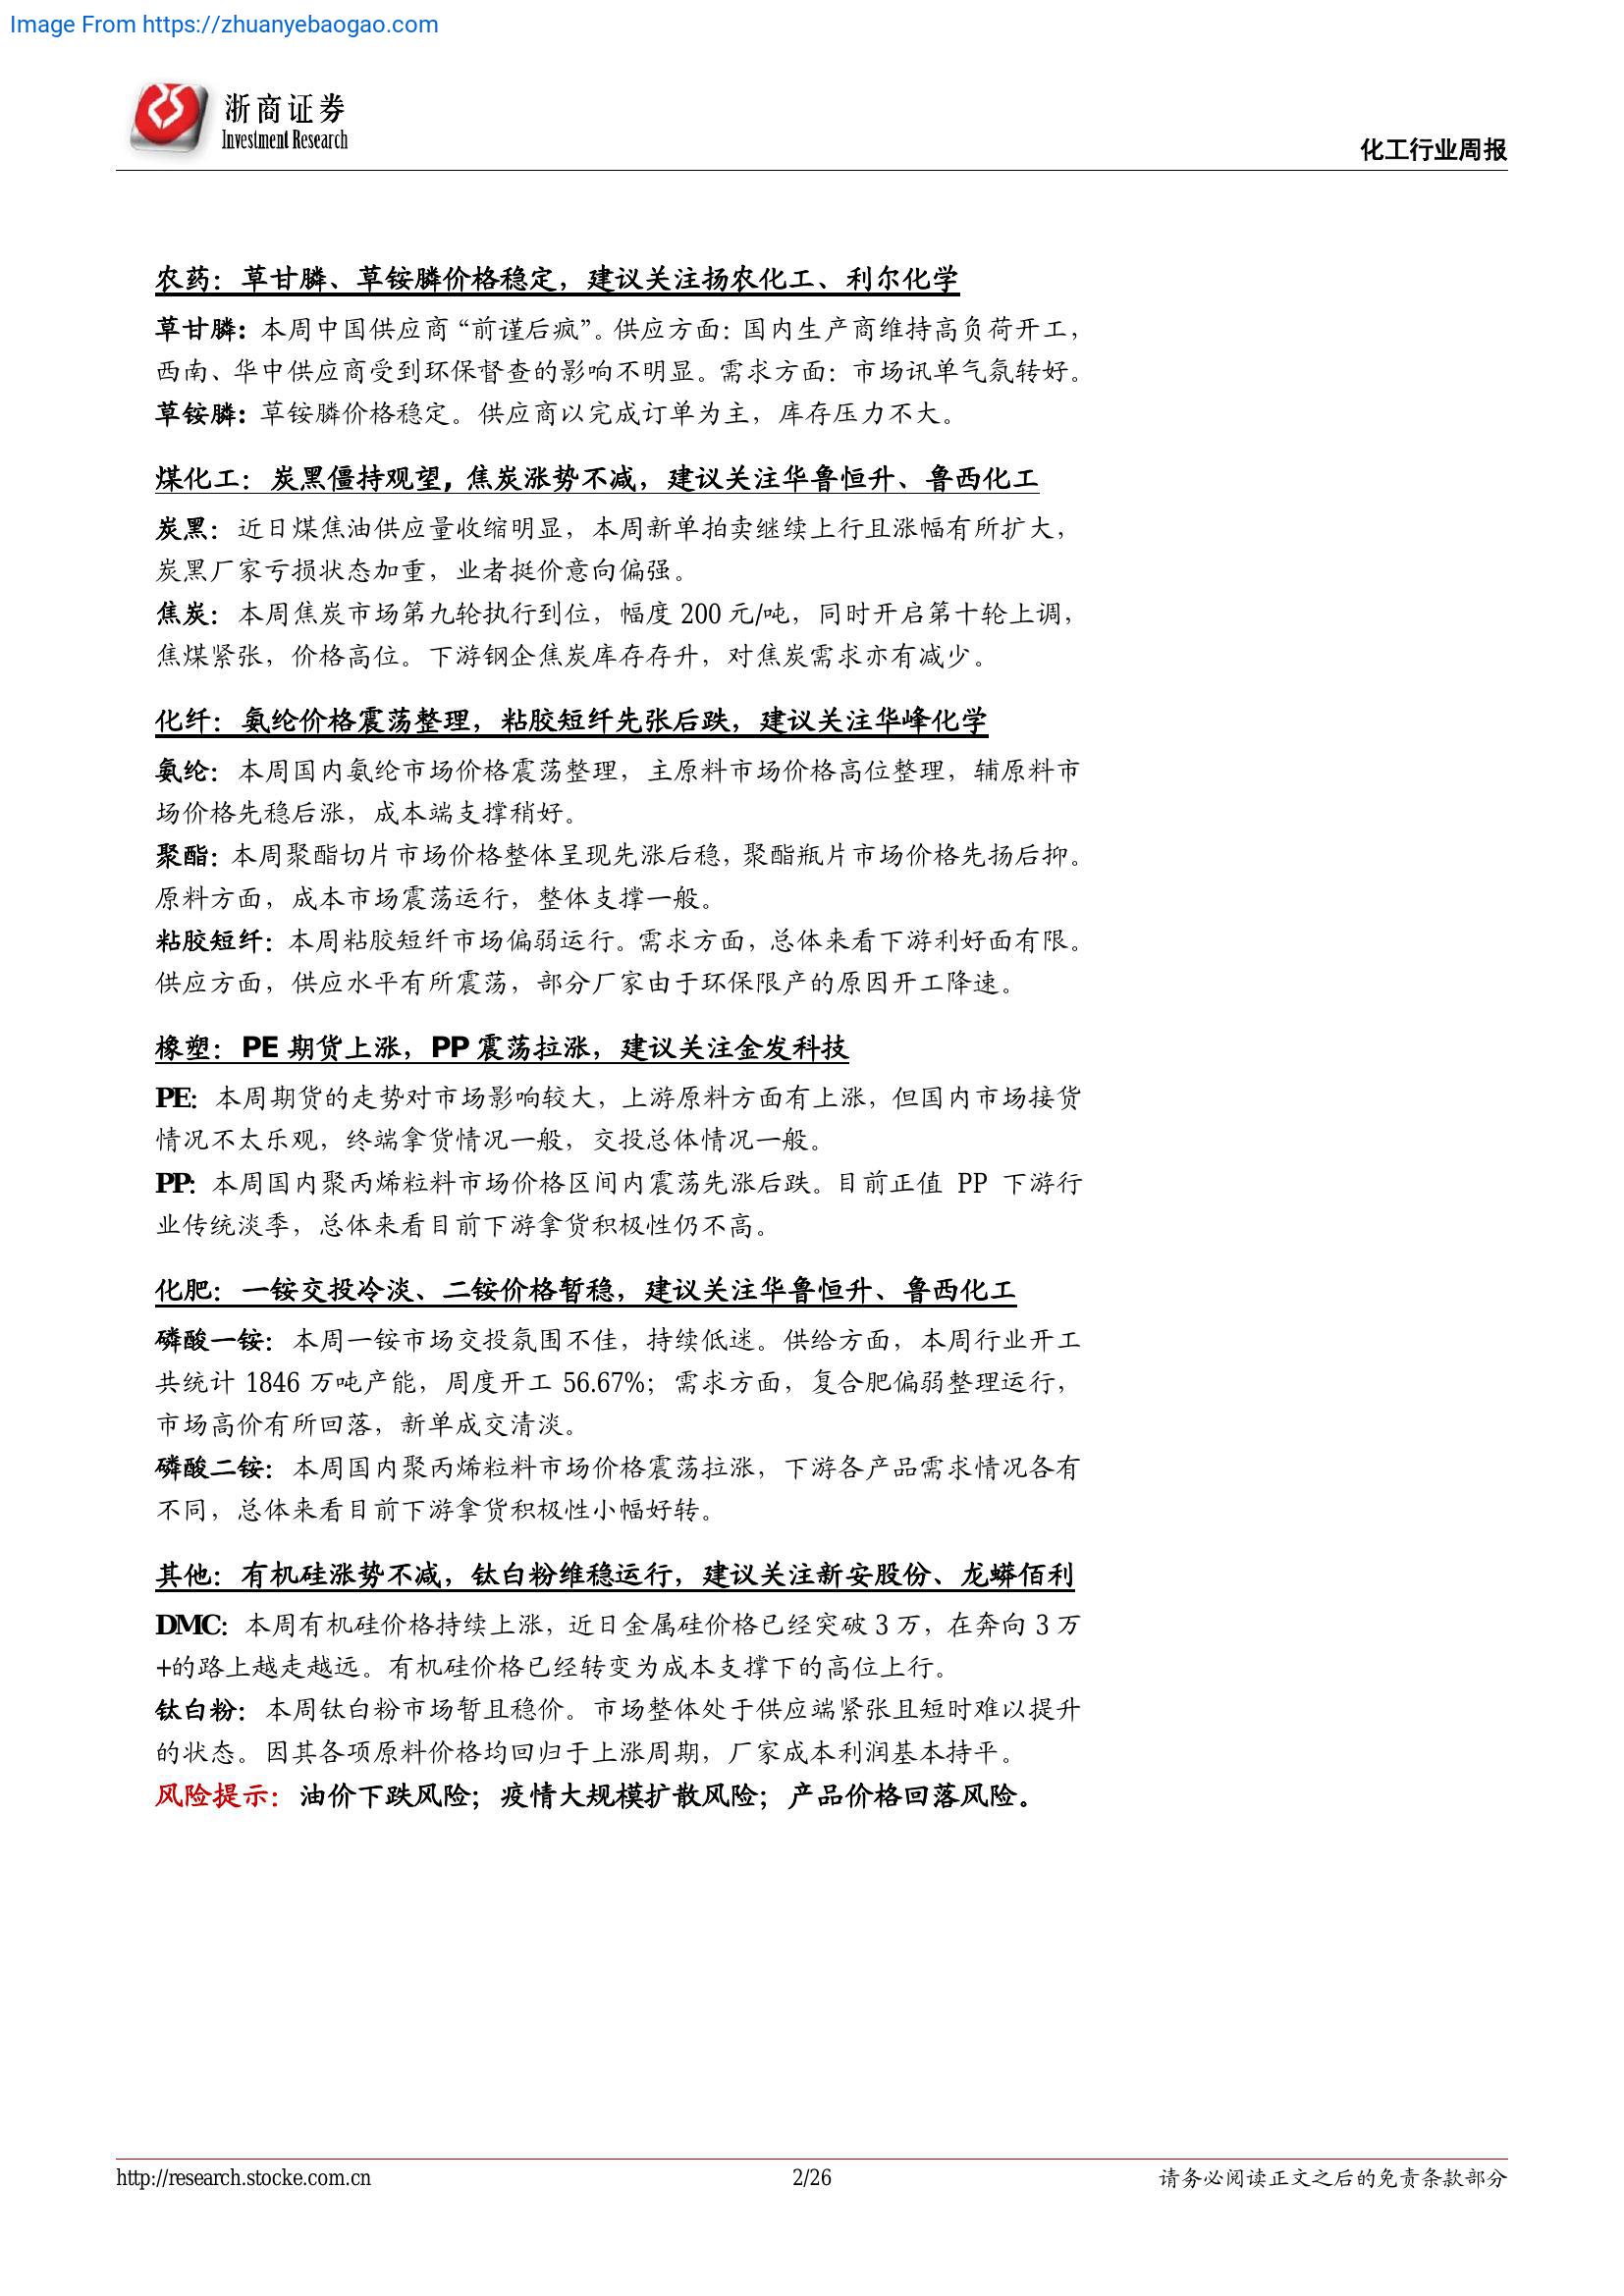 Image From https://zhuanyebaogao.com
浙商证券
Investment Research
化工行业周报
农药：草甘膦、草铵膦价格稳定，建议关注扬农化工、利尔化学
草甘膦：本周中国供应商“前谨后疯”。供应方面：国内生产商维持高负荷开工，
西南、华中供应商受到环保督查的影响不明显。需求方面：市场讯单气氛转好。
草铵膦：草铵膦价格稳定。供应商以完成订单为主，库存压力不大。
煤化工：炭黑僵持观望，焦炭涨势不减，建议关注华鲁恒升、鲁西化工
炭黑：近日煤焦油供应量收缩明显，本周新单拍卖继续上行且涨幅有所扩大，
炭黑厂家亏损状态加重，业者挺价意向偏强。
焦炭：本周焦炭市场第九轮执行到位，幅度 200 元/吨，同时开启第十轮上调，
焦煤紧张，价格高位。下游钢企焦炭库存存升，对焦炭需求亦有减少。
化纤：氨纶价格震荡整理，粘胶短纤先张后跌，建议关注华峰化学
氨纶：本周国内氨纶市场价格震荡整理，主原料市场价格高位整理，辅原料市
场价格先稳后涨，成本端支撑稍好。
聚酯：本周聚酯切片市场价格整体呈现先涨后稳，聚酯瓶片市场价格先扬后抑。
原料方面，成本市场震荡运行，整体支撑一般。
粘胶短纤：本周粘胶短纤市场偏弱运行。需求方面，总体来看下游利好面有限。
供应方面，供应水平有所震荡，部分厂家由于环保限产的原因开工降速。
橡塑：PE 期货上涨，PP 震荡拉涨，建议关注金发科技
PE：本周期货的走势对市场影响较大，上游原料方面有上涨，但国内市场接货
情况不太乐观，终端拿货情况一般，交投总体情况一般。
PP：本周国内聚丙烯粒料市场价格区间内震荡先涨后跌。目前正值 PP 下游行
业传统淡季，总体来看目前下游拿货积极性仍不高。
化肥：一铵交投冷淡、二铵价格暂稳，建议关注华鲁恒升、鲁西化工
磷酸一铵：本周一铵市场交投氛围不佳，持续低迷。供给方面，本周行业开工
共统计 1846 万吨产能，周度开工 56.67%；需求方面，复合肥偏弱整理运行，
市场高价有所回落，新单成交清淡。
磷酸二铵：本周国内聚丙烯粒料市场价格震荡拉涨，下游各产品需求情况各有
不同，总体来看目前下游拿货积极性小幅好转。
其他：有机硅涨势不减，钛白粉维稳运行，建议关注新安股份、龙蟒佰利
DMC：本周有机硅价格持续上涨，近日金属硅价格已经突破 3 万，在奔向 3 万
+的路上越走越远。有机硅价格已经转变为成本支撑下的高位上行。
钛白粉：本周钛白粉市场暂且稳价。市场整体处于供应端紧张且短时难以提升
的状态。因其各项原料价格均回归于上涨周期，厂家成本利润基本持平。
风险提示：油价下跌风险；疫情大规模扩散风险；产品价格回落风险。
http://research.stocke.com.cn
2/26
请务必阅读正文之后的免责条款部分